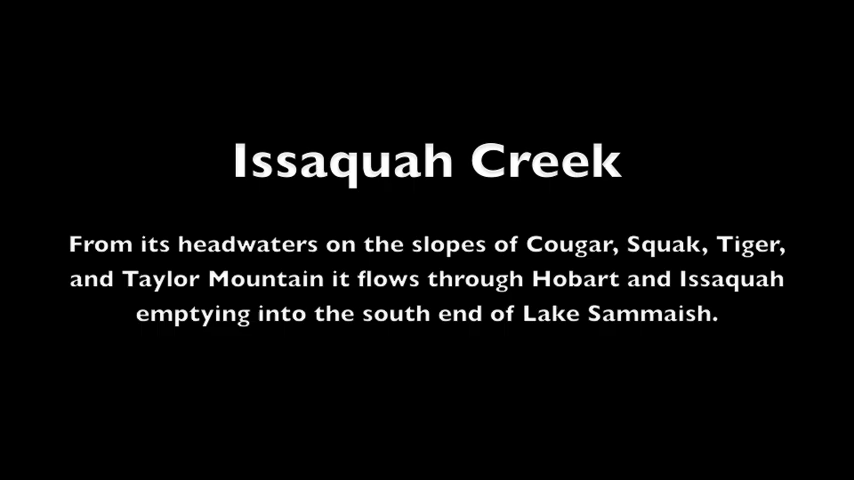 Issaquah Creek
From its headwaters on the slopes of Cougar, Squak, Tiger,
and Taylor Mountain it flows through Hobart and Issaquah
emptying into the south end of Lake Sammaish.